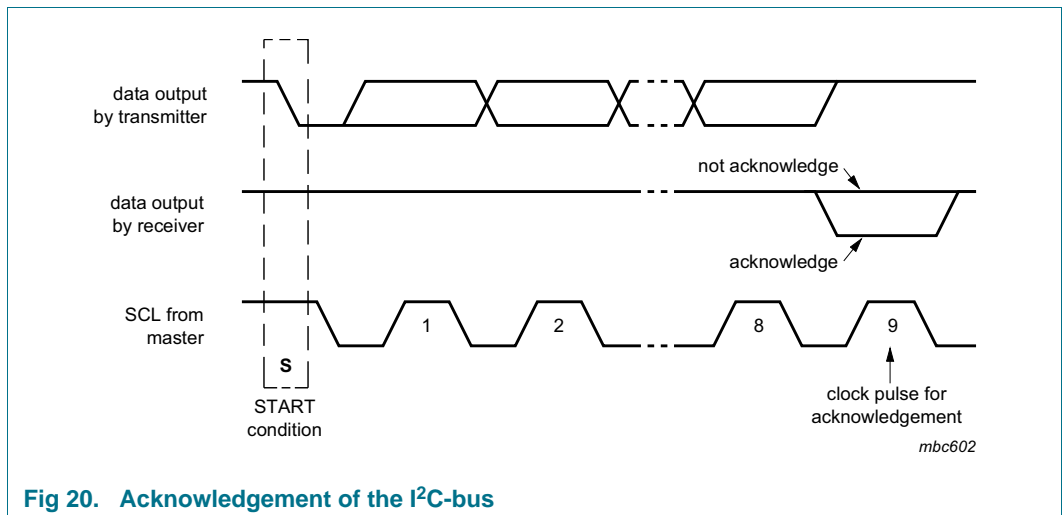 data output
by transmitter
not acknowledge
data output
by receiver
acknowledge
SCL from
master
1
2
8
9
S
START
condition
clock pulse for
acknowledgement
mbc602
Fig 20. Acknowledgement of the I²C-bus